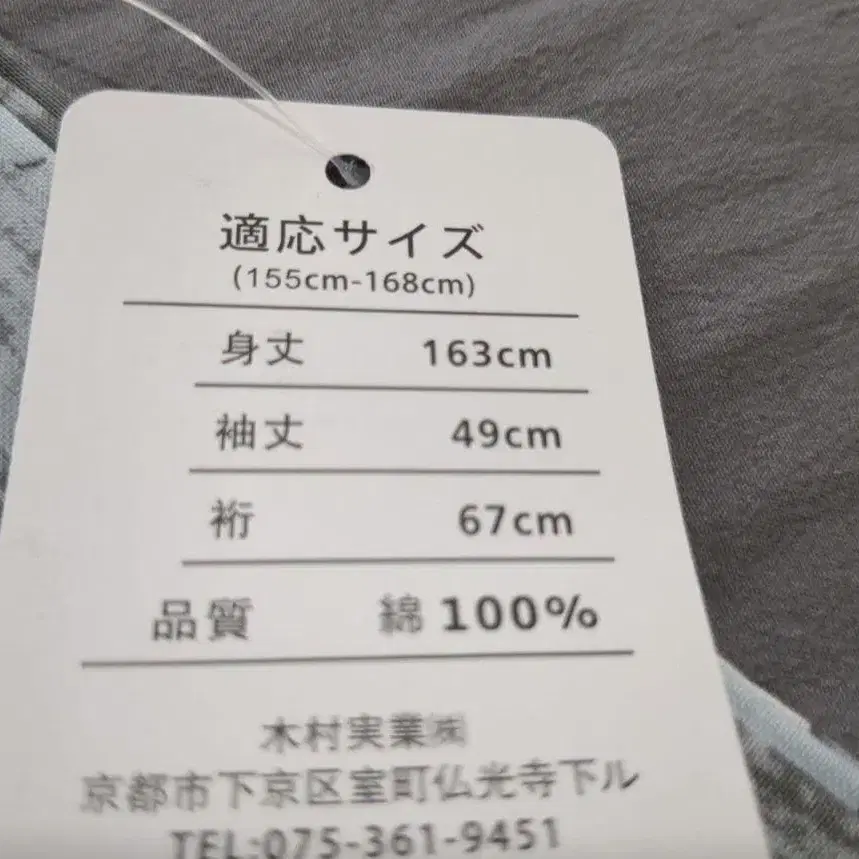 適応サイズ
(155cm-168cm)
身丈 163cm
袖丈 49cm
裄 67cm
品質 綿 100%
木村実業㈱
京都市下京区室町仏光寺下ル
TEL:075-361-9451